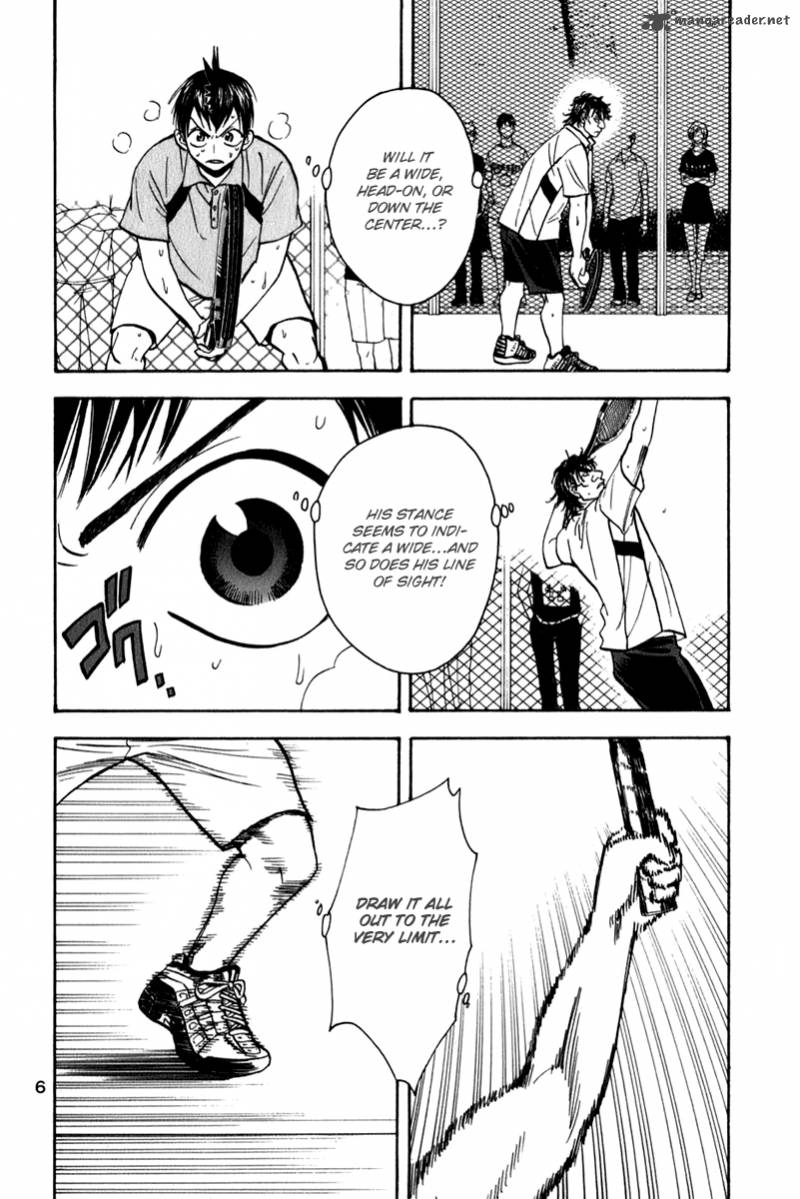 mangareader.net
WILL IT
BE A WIDE,
HEAD-ON, OR
DOWN THE
CENTER...?
HIS STANCE
SEEMS TO INDI-
CATE A WIDE...AND
SO DOES HIS LINE
OF SIGHT!
ゴク
DRAW IT ALL
OUT TO THE
VERY LIMIT...
6